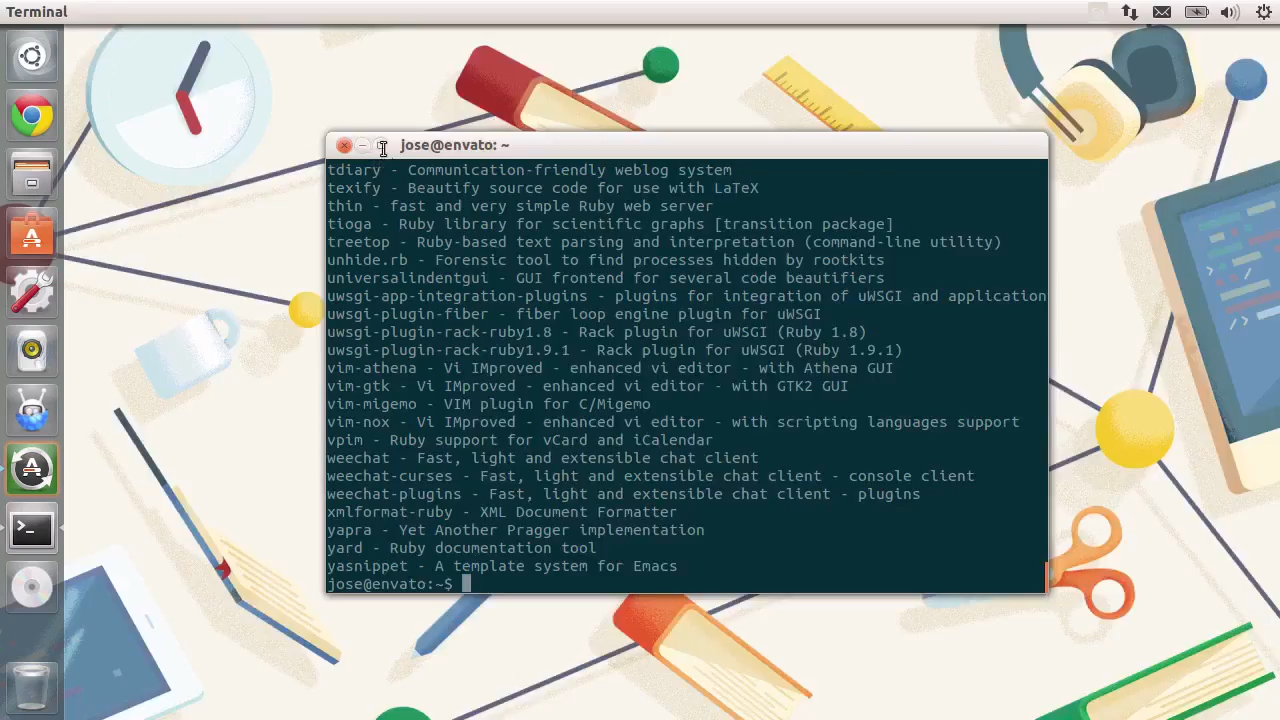 Terminal
jose@envato: ~
tdiary - Communication-friendly weblog system
texify - Beautify source code for use with LaTeX
thin - fast and very simple Ruby web server
tioga - Ruby library for scientific graphs [transition package]
treetop - Ruby-based text parsing and interpretation (command-line utility)
unhide.rb - Forensic tool to find processes hidden by rootkits
universalindentgui - GUI frontend for several code beautifiers
uwsgi-app-integration-plugins - plugins for integration of uWSGI and application
uwsgi-plugin-fiber - fiber loop engine plugin for uWSGI
uwsgi-plugin-rack-ruby1.8 - Rack plugin for uWSGI (Ruby 1.8)
uwsgi-plugin-rack-ruby1.9.1 - Rack plugin for uWSGI (Ruby 1.9.1)
vim-athena - Vi IMproved - enhanced vi editor - with Athena GUI
vim-gtk - Vi IMproved - enhanced vi editor - with GTK2 GUI
vim-migemo - VIM plugin for C/Migemo
vim-nox - Vi IMproved - enhanced vi editor - with scripting languages support
vpim - Ruby support for vCard and iCalendar
weechat - Fast, light and extensible chat client
weechat-curses - Fast, light and extensible chat client - console client
weechat-plugins - Fast, light and extensible chat client - plugins
xmlformat-ruby - XML Document Formatter
yapra - Yet Another Pragger implementation
yard - Ruby documentation tool
yasnippet - A template system for Emacs
jose@envato:~$